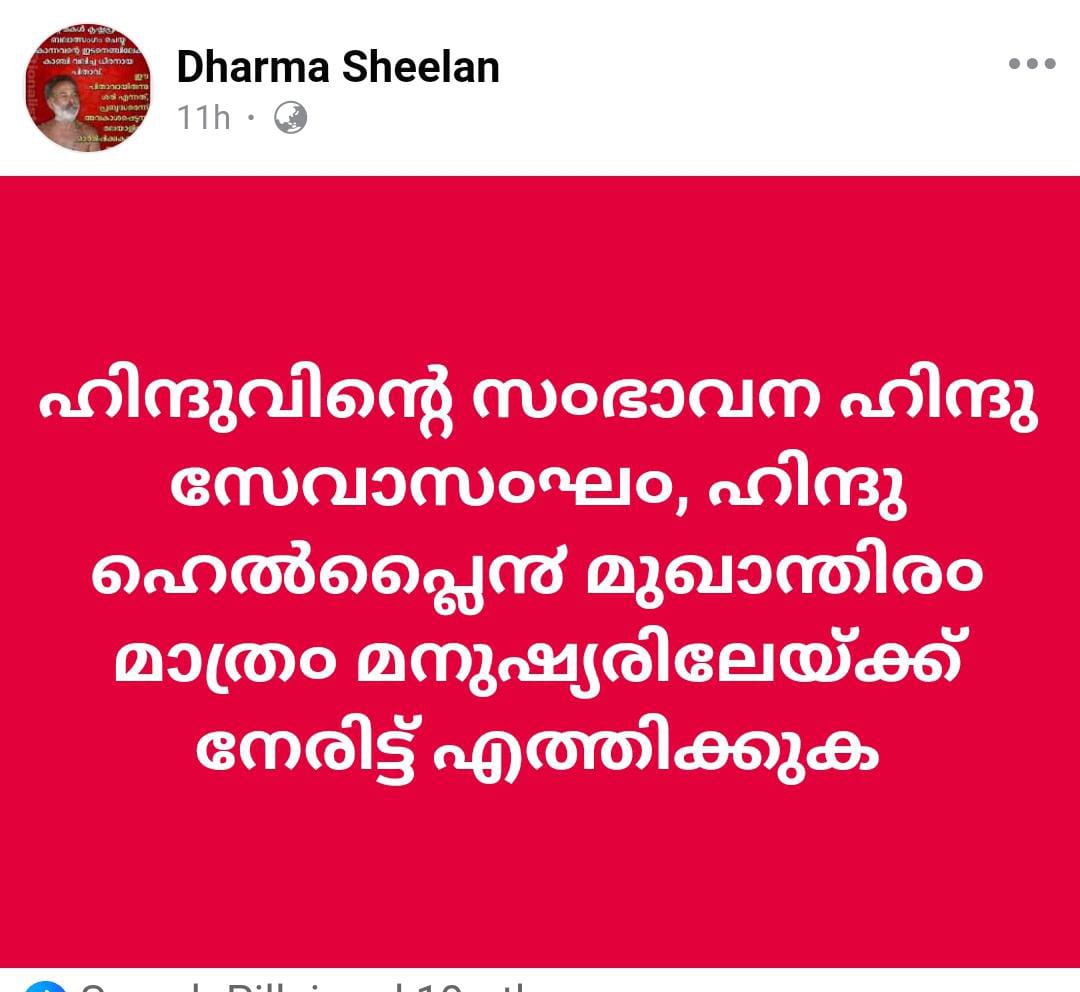 Dharma Sheelan
11h ·
ഹിന്ദുവിന്റെ സംഭാവന ഹിന്ദു
സേവാസംഘം, ഹിന്ദു
ഹെൽപ്പ്ലൈൻ മുഖാന്തിരം
മാത്രം മനുഷ്യരിലേയ്ക്ക്
നേരിട്ട് എത്തിക്കുക